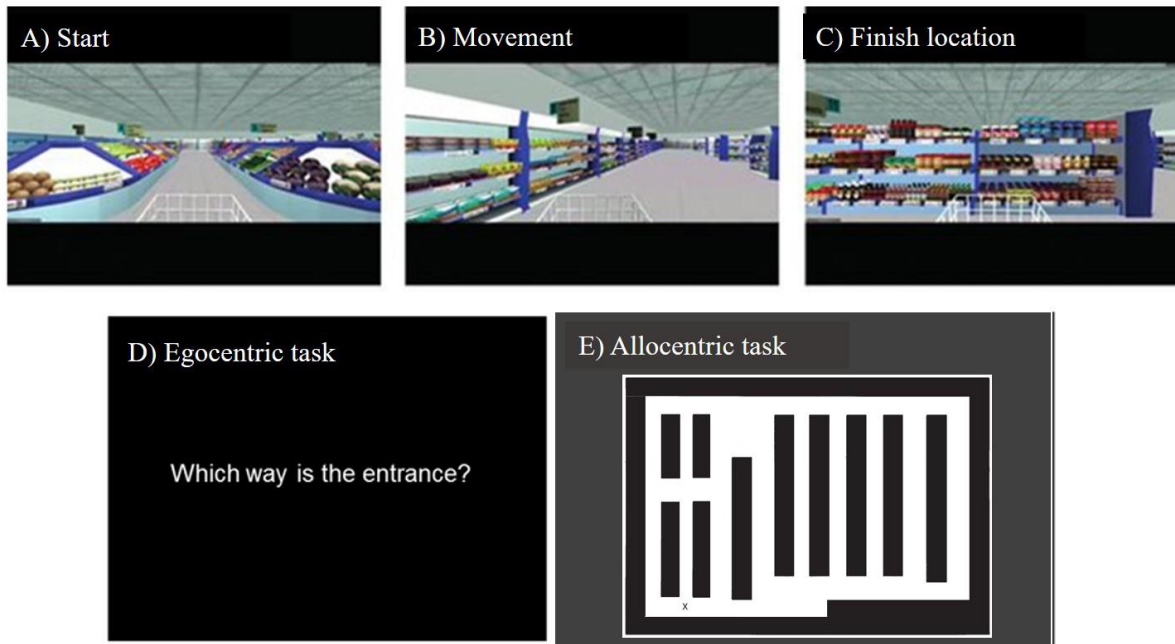 A) Start
B) Movement
C) Finish location
D) Egocentric task
Which way is the entrance?
E) Allocentric task
x